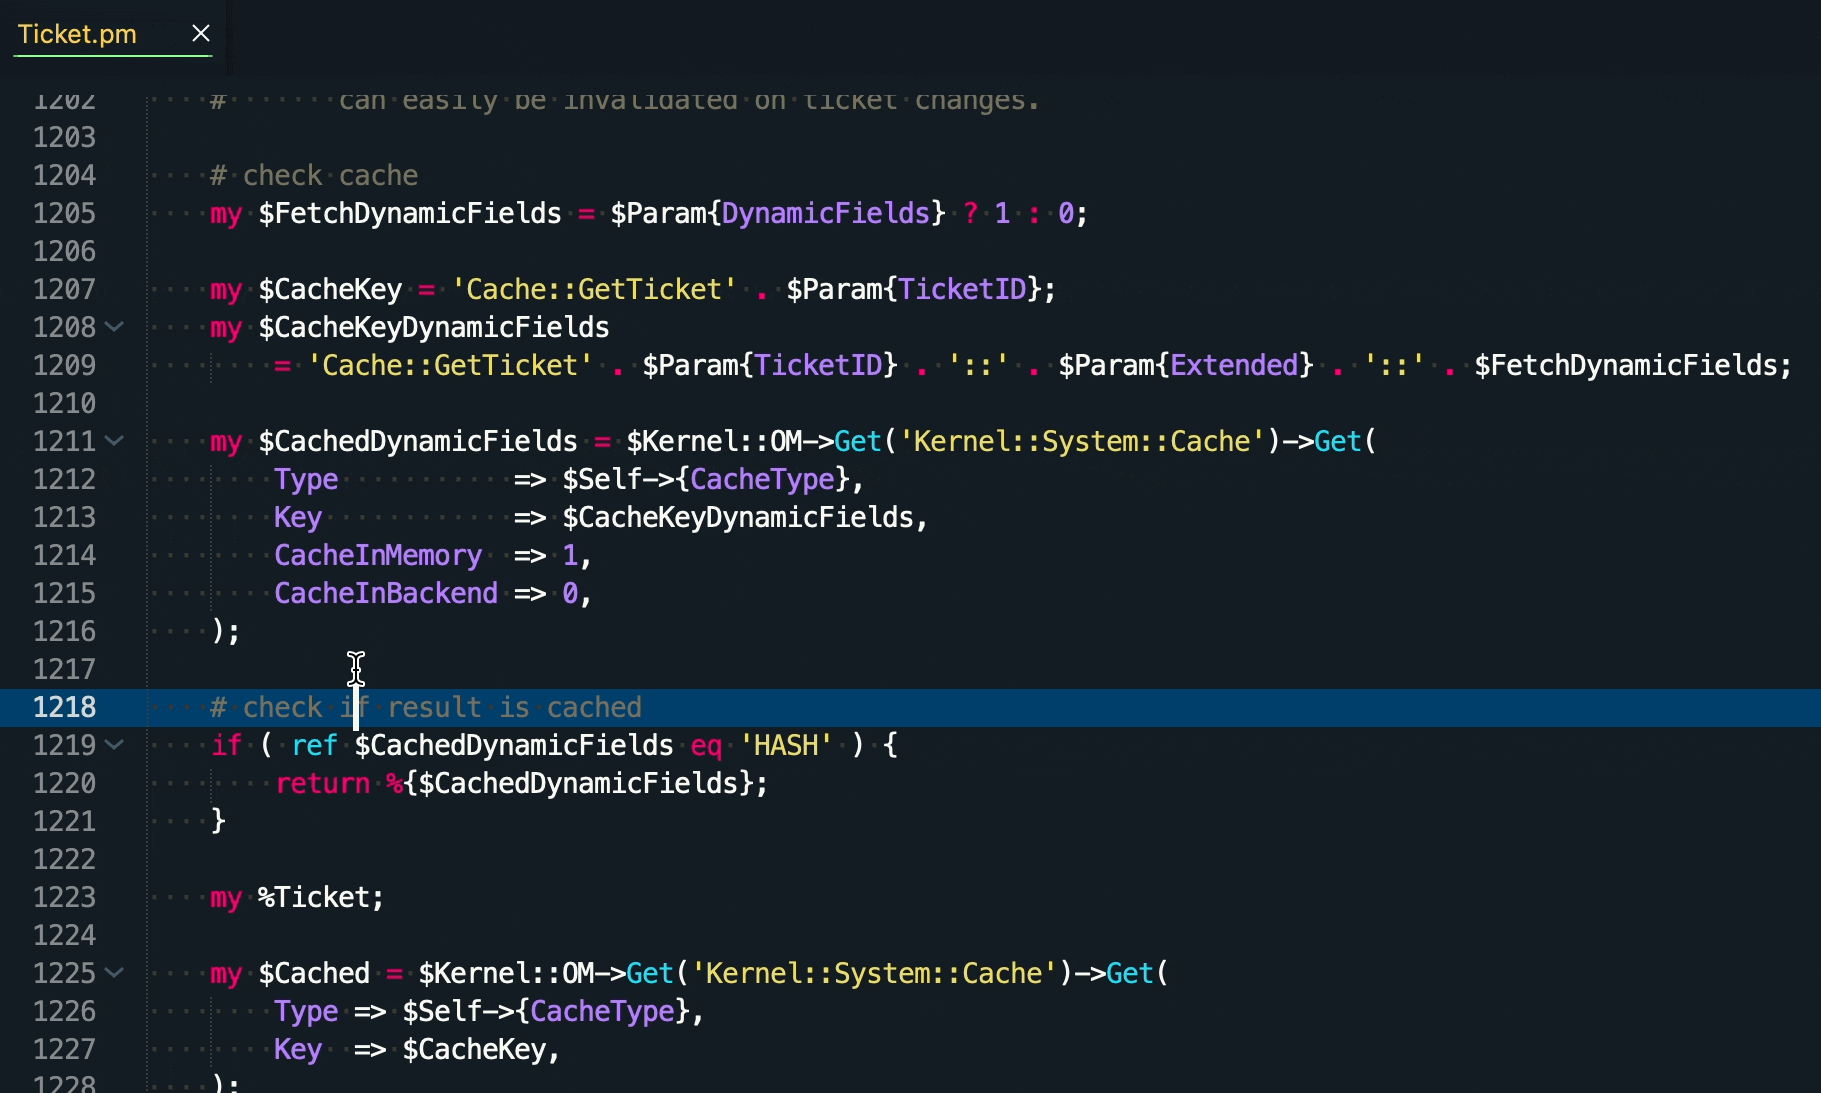 Ticket.pm
1202 # can easily be invalidated on ticket changes.
1203
1204 # check cache
1205 my $FetchDynamicFields = $Param{DynamicFields} ? 1 : 0;
1206
1207 my $CacheKey = 'Cache::GetTicket' . $Param{TicketID};
1208 my $CacheKeyDynamicFields
1209 = 'Cache::GetTicket' . $Param{TicketID} . '::' . $Param{Extended} . '::' . $FetchDynamicFields;
1210
1211 my $CachedDynamicFields = $Kernel::OM->Get('Kernel::System::Cache')->Get(
1212 Type => $Self->{CacheType},
1213 Key => $CacheKeyDynamicFields,
1214 CacheInMemory => 1,
1215 CacheInBackend => 0,
1216 );
1217
1218 # check if result is cached
1219 if ( ref $CachedDynamicFields eq 'HASH' ) {
1220 return %{$CachedDynamicFields};
1221 }
1222
1223 my %Ticket;
1224
1225 my $Cached = $Kernel::OM->Get('Kernel::System::Cache')->Get(
1226 Type => $Self->{CacheType},
1227 Key => $CacheKey,
1228 );